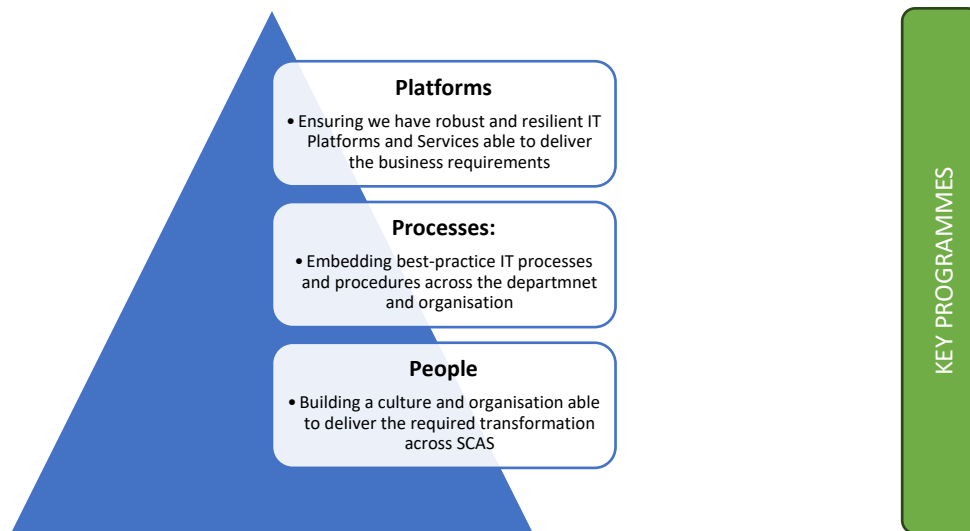 Platforms
• Ensuring we have robust and resilient IT
Platforms and Services able to deliver
the business requirements
Processes:
• Embedding best-practice IT processes
and procedures across the departmnet
and organisation
People
• Building a culture and organisation able
to deliver the required transformation
across SCAS
KEY PROGRAMMES